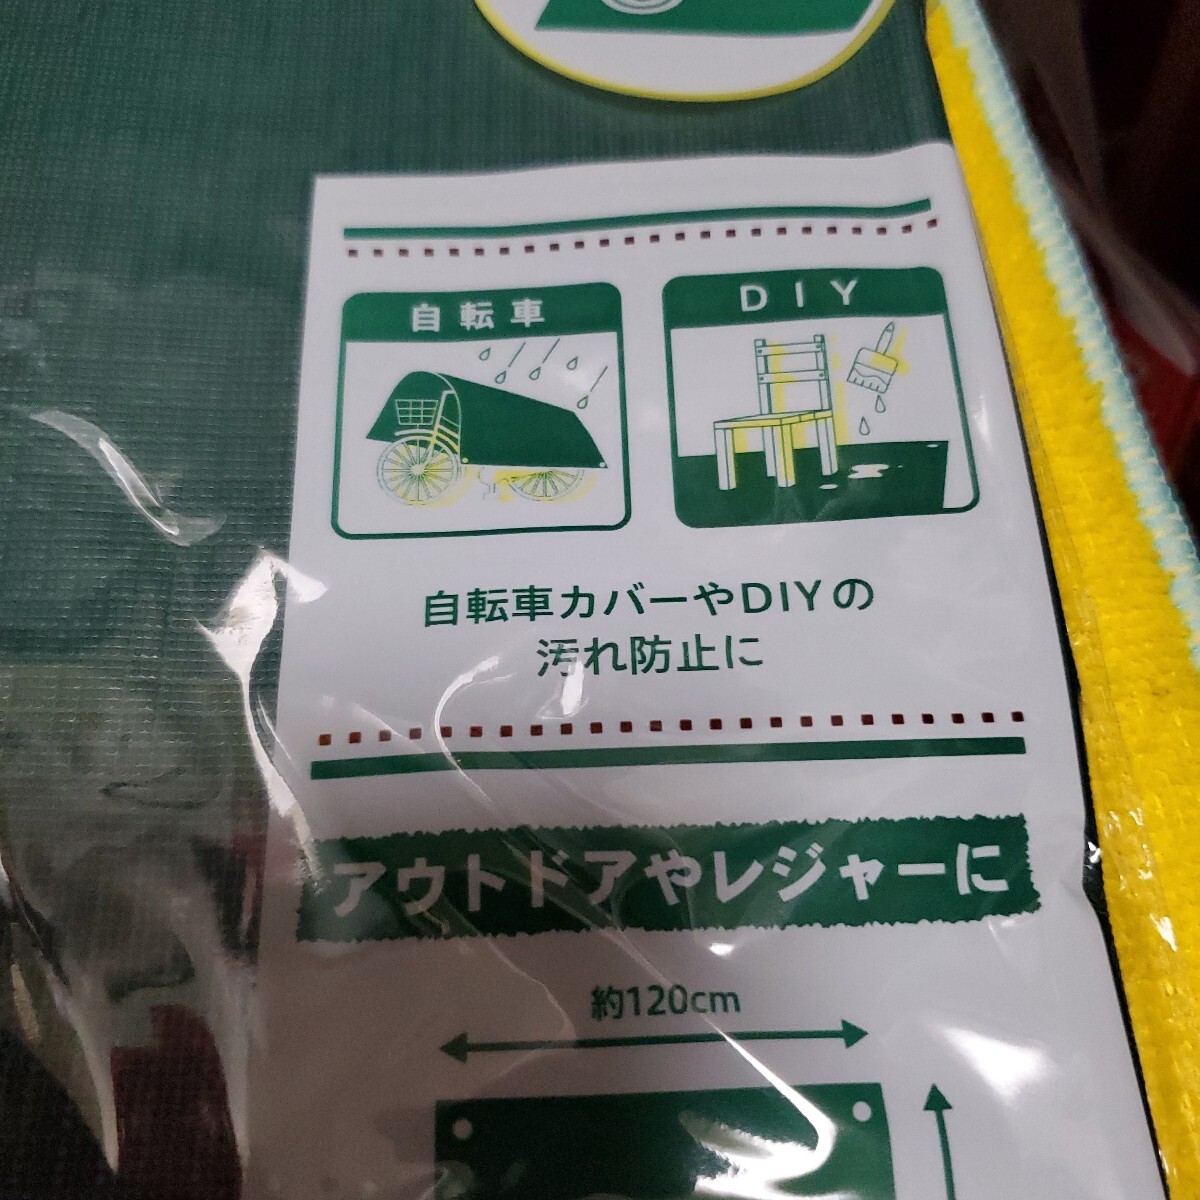 自転車
DIY
自転車カバーやDIYの
汚れ防止に
アウトドアやレジャーに
約120cm